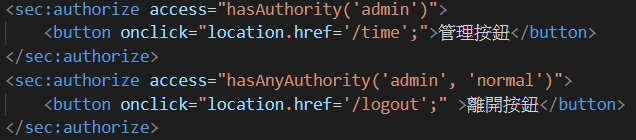 <sec:authorize access="hasAuthority('admin')">
    <button onclick="location.href='/time';">管理按鈕</button>
</sec:authorize>
<sec:authorize access="hasAnyAuthority('admin', 'normal')">
    <button onclick="location.href='/logout';" >離開按鈕</button>
</sec:authorize>